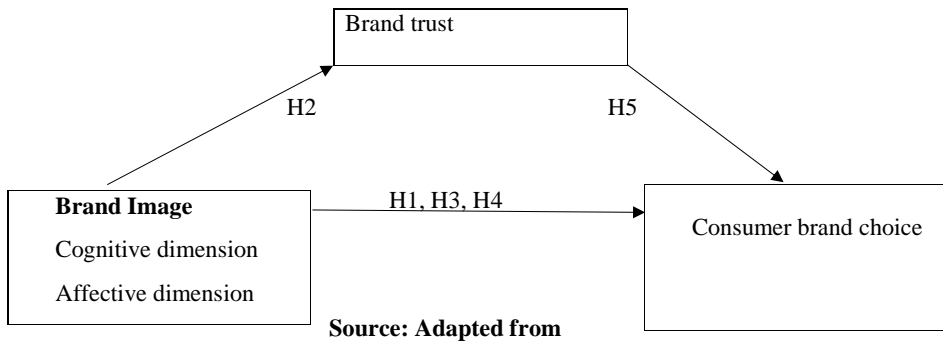 Brand trust
H2
H5
H1, H3, H4
Brand Image
Cognitive dimension
Affective dimension
Consumer brand choice
Source: Adapted from